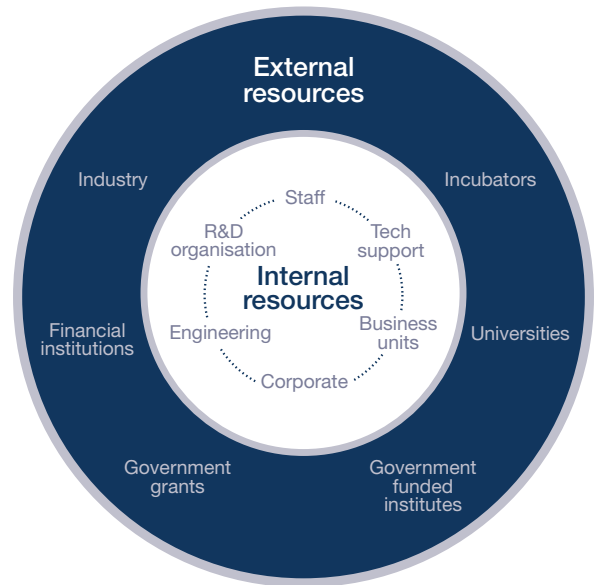 External
resources
Industry
Incubators
Staff
R&D
organisation
Tech
support
Internal
resources
Financial
institutions
Engineering
Business
units
Universities
Corporate
Government
grants
Government
funded
institutes